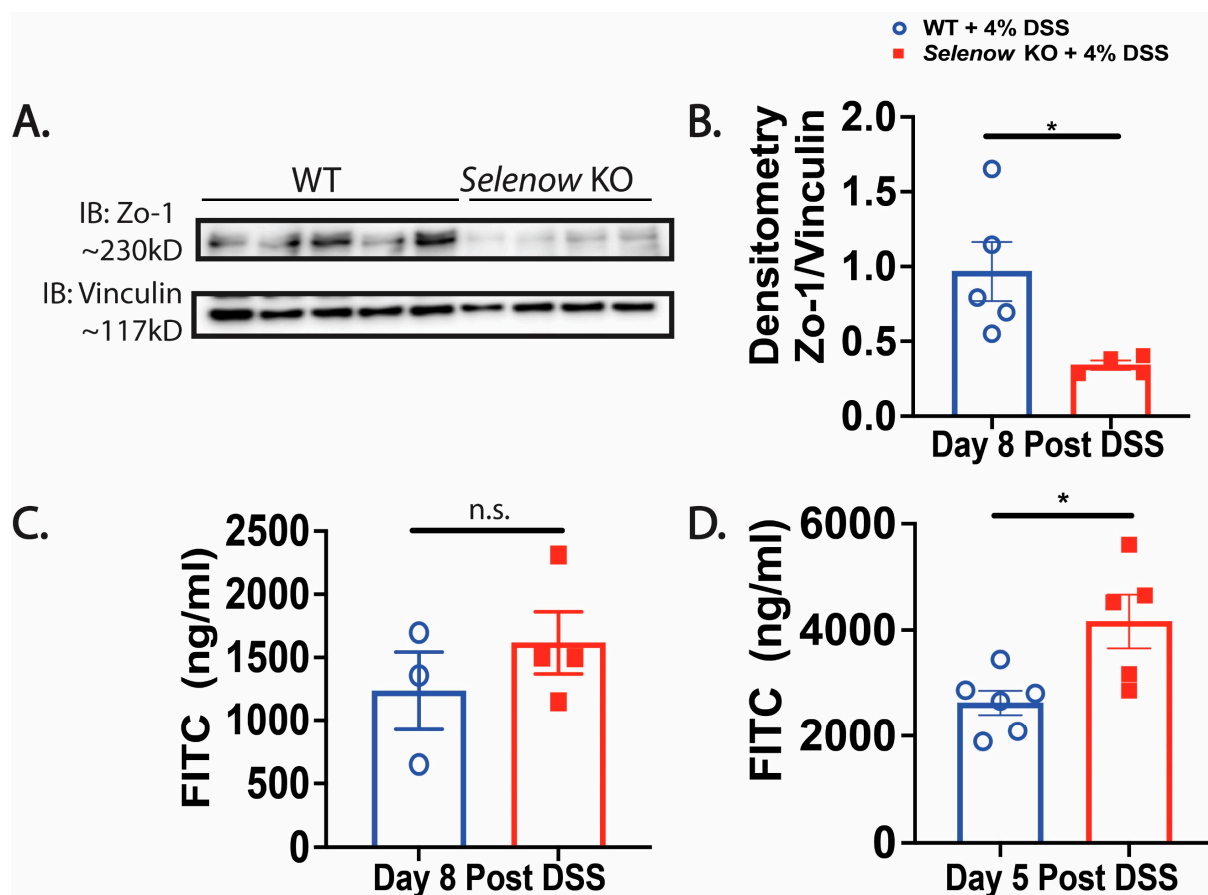 WT + 4% DSS
Selenow KO + 4% DSS
A.
WT
Selenow KO
IB: Zo-1
~230kD
IB: Vinculin
~117kD
B.
Densitometry
Zo-1/Vinculin
2.0
1.5
1.0
0.5
0.0
*
Day 8 Post DSS
C.
FITC (ng/ml)
2500
2000
1500
1000
500
0
n.s.
Day 8 Post DSS
D.
FITC (ng/ml)
6000
4000
2000
0
*
Day 5 Post DSS